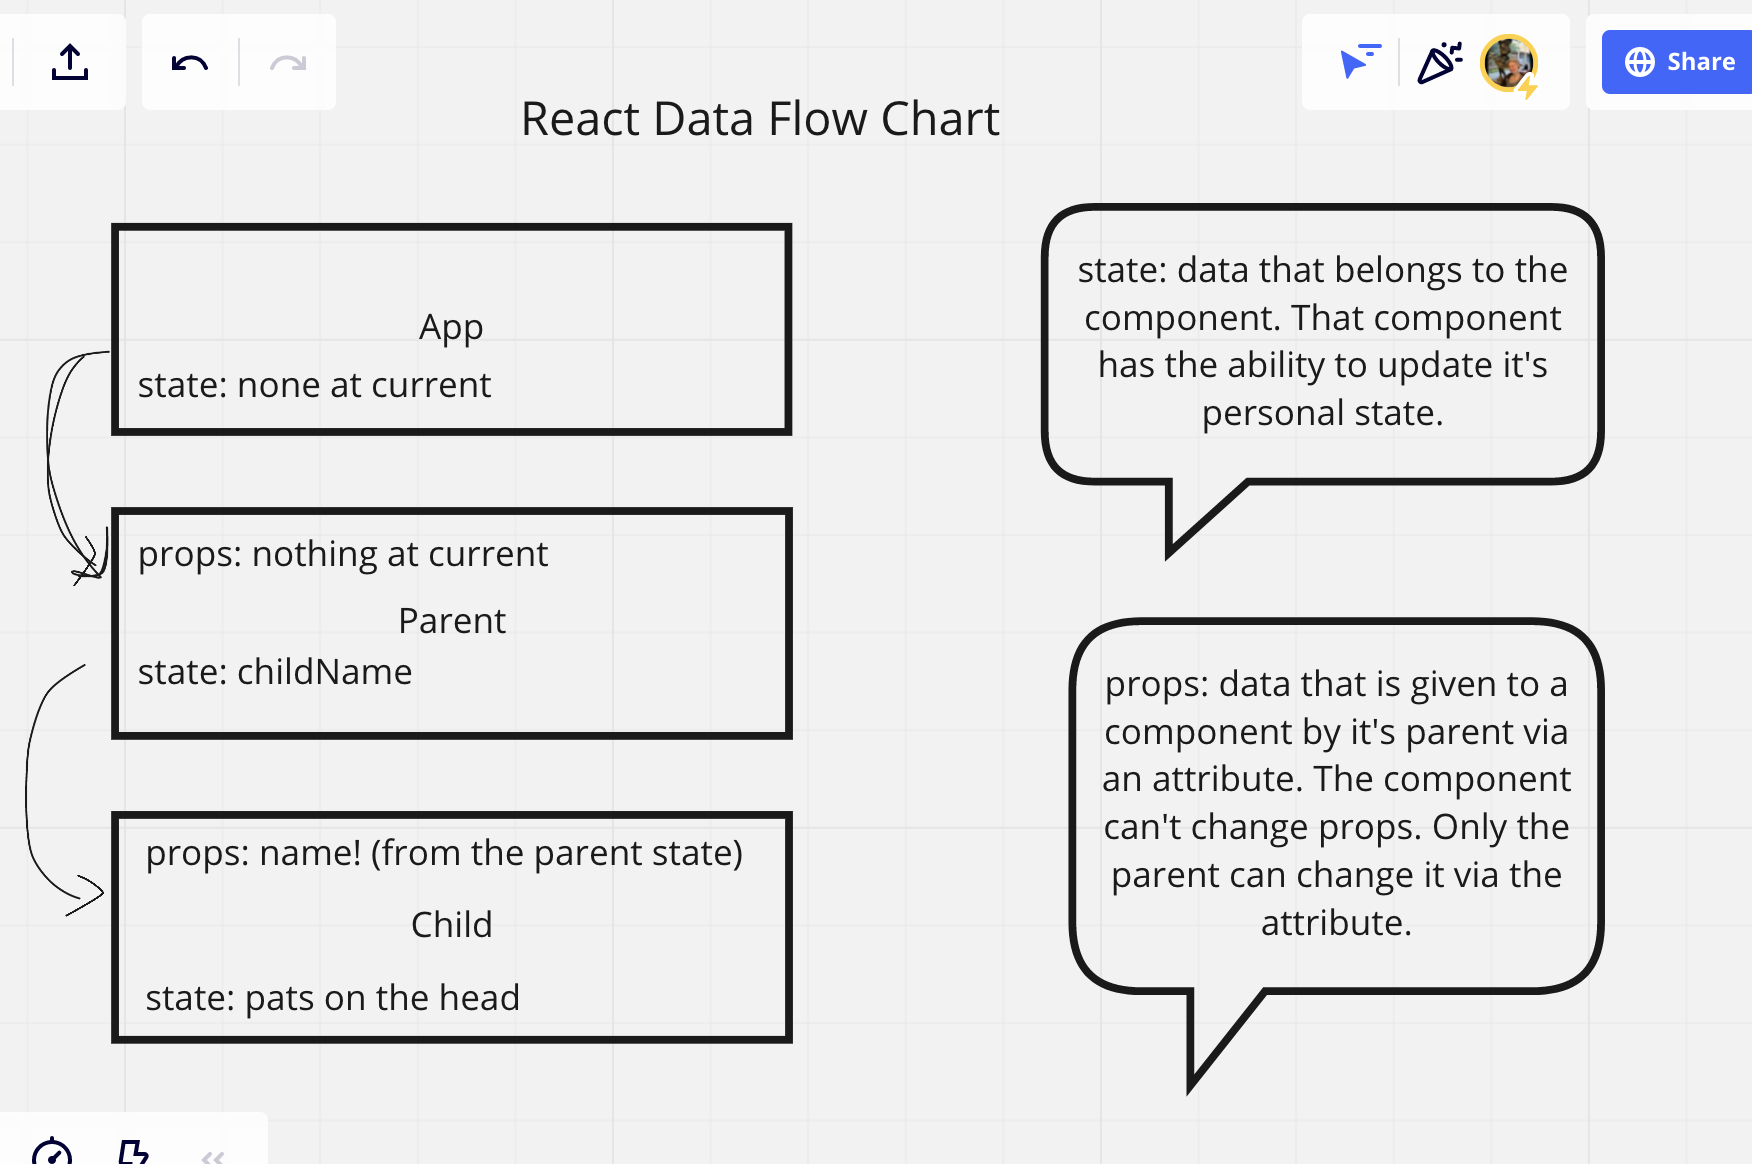 Share
React Data Flow Chart
App
state: none at current
props: nothing at current
Parent
state: childName
props: name! (from the parent state)
Child
state: pats on the head
state: data that belongs to the
component. That component
has the ability to update it's
personal state.
props: data that is given to a
component by it's parent via
an attribute. The component
can't change props. Only the
parent can change it via the
attribute.